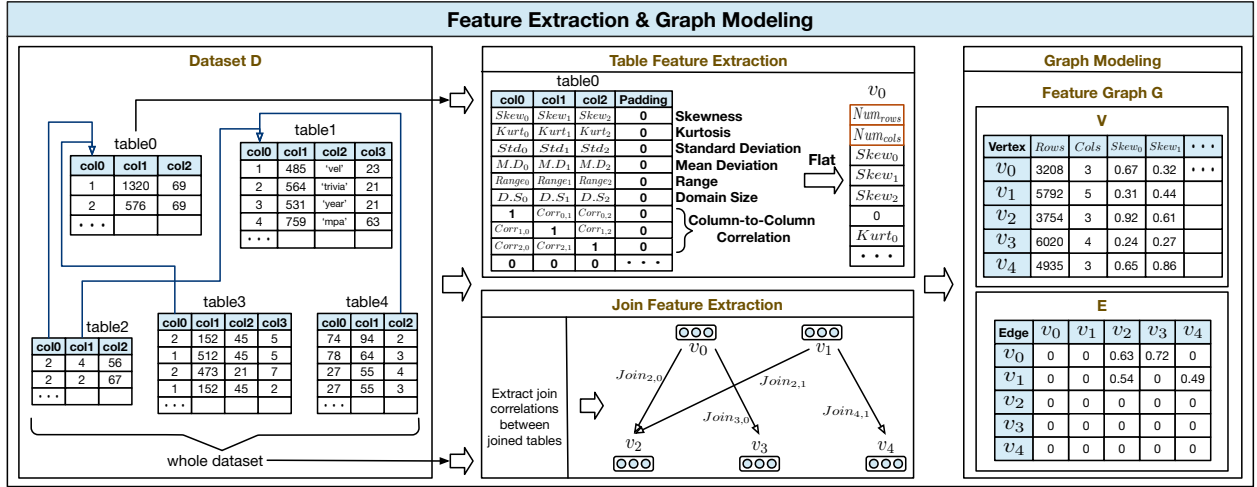 Feature Extraction & Graph Modeling
Dataset D
table0
col0 col1 col2
1 1320 69
2 576 69
• • •
table1
col0 col1 col2 col3
1 485 'vel' 23
2 564 'trivia' 21
3 531 'year' 21
4 759 'mpa' 63
• • •
table2
col0 col1 col2
2 4 56
2 2 67
• • •
table3
col0 col1 col2 col3
2 152 45 5
1 512 45 5
2 473 21 7
1 152 45 2
• • •
table4
col0 col1 col2
74 94 2
78 64 3
27 55 4
27 55 3
• • •
whole dataset
Table Feature Extraction
table0
col0 col1 col2 Padding
Skew0 Skew1 Skew2 0 Skewness
Kurt0 Kurt1 Kurt2 0 Kurtosis
Std0 Std1 Std2 0 Standard Deviation
M.D0 M.D1 M.D2 0 Mean Deviation
Range0 Range1 Range2 0 Range
D.S0 D.S1 D.S2 0 Domain Size
1 Corr0,1 Corr0,2 0
Corr1,0 1 Corr1,2 0
Corr2,0 Corr2,1 1 0
0 0 0 • • •
Column-to-Column
Correlation
Flat
v0
Numrows
Numcols
Skew0
Skew1
Skew2
0
Kurt0
• • •
Join Feature Extraction
Extract join
correlations
between
joined tables
v0 v1
Join2,0 Join2,1
Join3,0 Join4,1
v2 v3 v4
Graph Modeling
Feature Graph G
V
Vertex Rows Cols Skew0 Skew1 • • •
v0 3208 3 0.67 0.32 • • •
v1 5792 5 0.31 0.44
v2 3754 3 0.92 0.61
v3 6020 4 0.24 0.27
v4 4935 3 0.65 0.86
E
Edge v0 v1 v2 v3 v4
v0 0 0 0.63 0.72 0
v1 0 0 0.54 0 0.49
v2 0 0 0 0 0
v3 0 0 0 0 0
v4 0 0 0 0 0